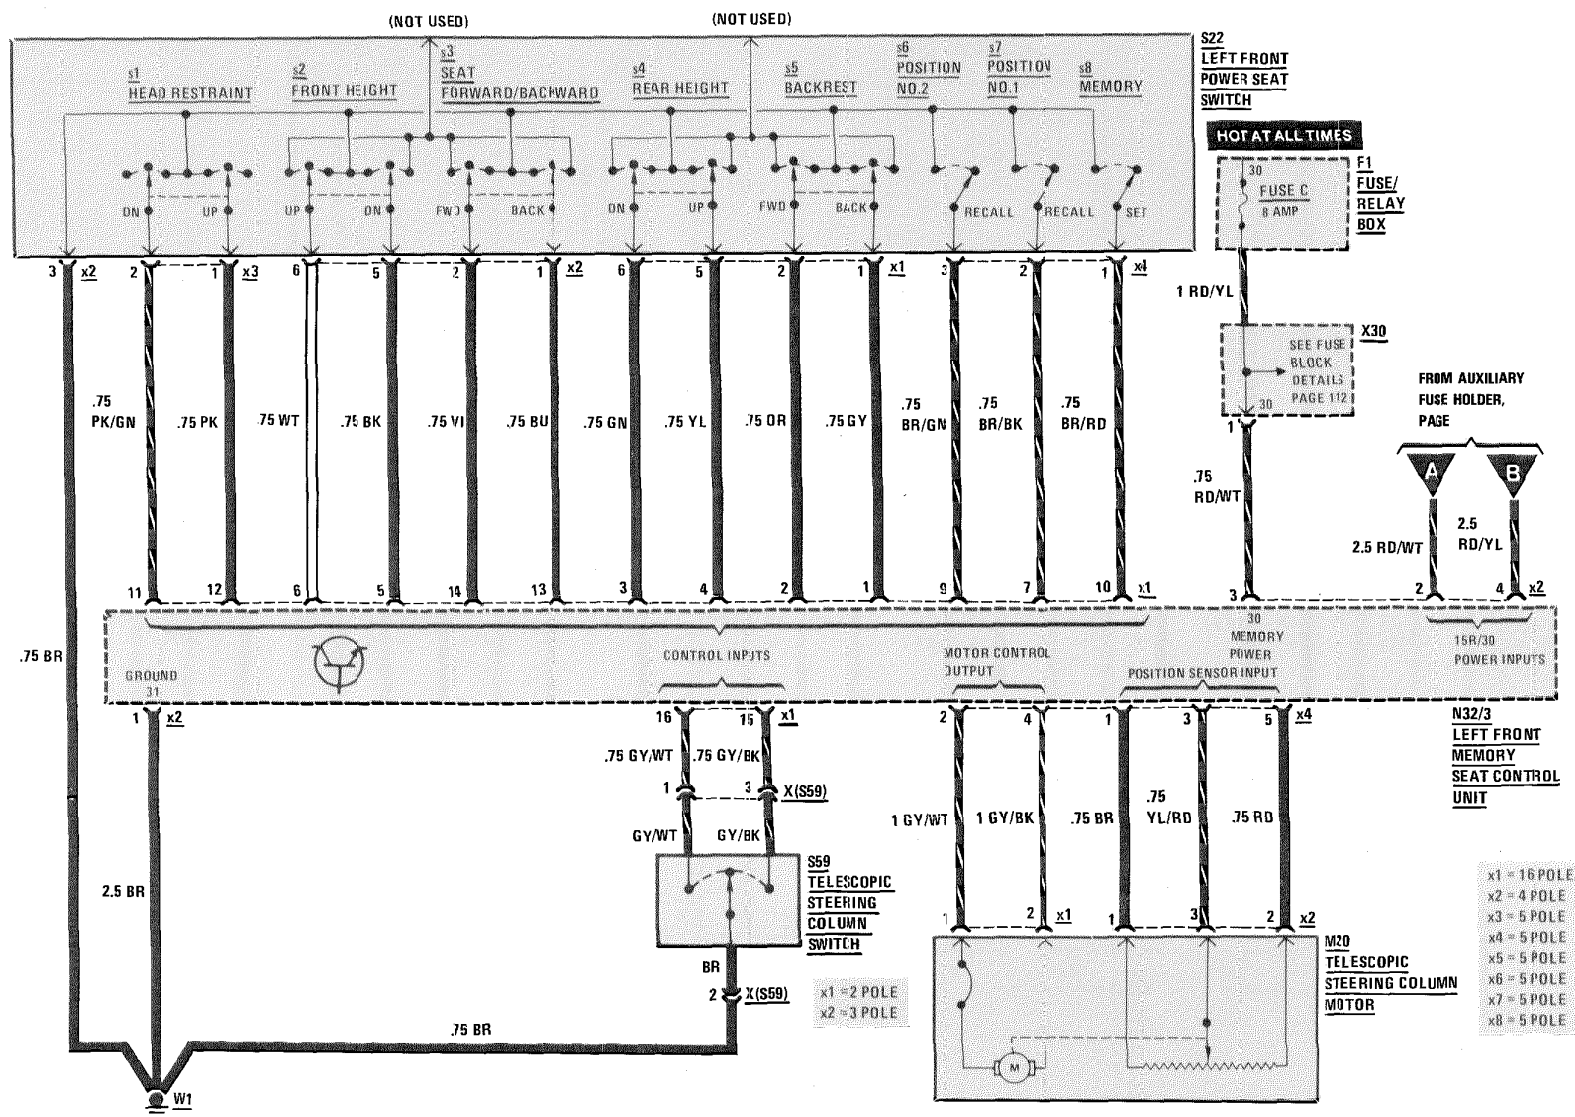 (NOT USED)
(NOT USED)
S22
LEFT FRONT
POWER SEAT
SWITCH
s1
HEAD RESTRAINT
s2
FRONT HEIGHT
s3
SEAT
FORWARD/BACKWARD
s4
REAR HEIGHT
s5
BACKREST
s6
POSITION
NO.2
s7
POSITION
NO.1
s8
MEMORY
DN
UP
UP
DN
FWD
BACK
DN
UP
FWD
BACK
RECALL
RECALL
SET
HOT AT ALL TIMES
30
FUSE C
8 AMP
F1
FUSE/
RELAY
BOX
3 x2
2
1 x3
6
5
2
1 x2
6
5
2
1 x1
3
2
1 x4
1 RD/YL
X30
SEE FUSE
BLOCK
DETAILS
PAGE 112
30
1
FROM AUXILIARY
FUSE HOLDER,
PAGE
A
B
.75
PK/GN
.75 PK
.75 WT
.75 BK
.75 VI
.75 BU
.75 GN
.75 YL
.75 OR
.75 GY
.75
BR/GN
.75
BR/BK
.75
BR/RD
.75
RD/WT
2.5 RD/WT
2.5
RD/YL
11
12
6
5
14
13
3
4
2
1
9
7
10 x1
3
2
4 x2
.75 BR
GROUND
31
CONTROL INPUTS
MOTOR CONTROL
OUTPUT
30
MEMORY
POWER
POSITION SENSOR INPUT
15R/30
POWER INPUTS
1 x2
16
15 x1
2
4
1
3
5 x4
N32/3
LEFT FRONT
MEMORY
SEAT CONTROL
UNIT
.75 GY/WT
.75 GY/BK
1
3 X(S59)
GY/WT
GY/BK
1 GY/WT
1 GY/BK
.75 BR
.75
YL/RD
.75 RD
S59
TELESCOPIC
STEERING
COLUMN
SWITCH
2.5 BR
BR
2 X(S59)
x1 =2 POLE
x2 =3 POLE
1
2 x1
1
3
2 x2
M
M20
TELESCOPIC
STEERING COLUMN
MOTOR
x1 = 16 POLE
x2 = 4 POLE
x3 = 5 POLE
x4 = 5 POLE
x5 = 5 POLE
x6 = 5 POLE
x7 = 5 POLE
x8 = 5 POLE
.75 BR
W1